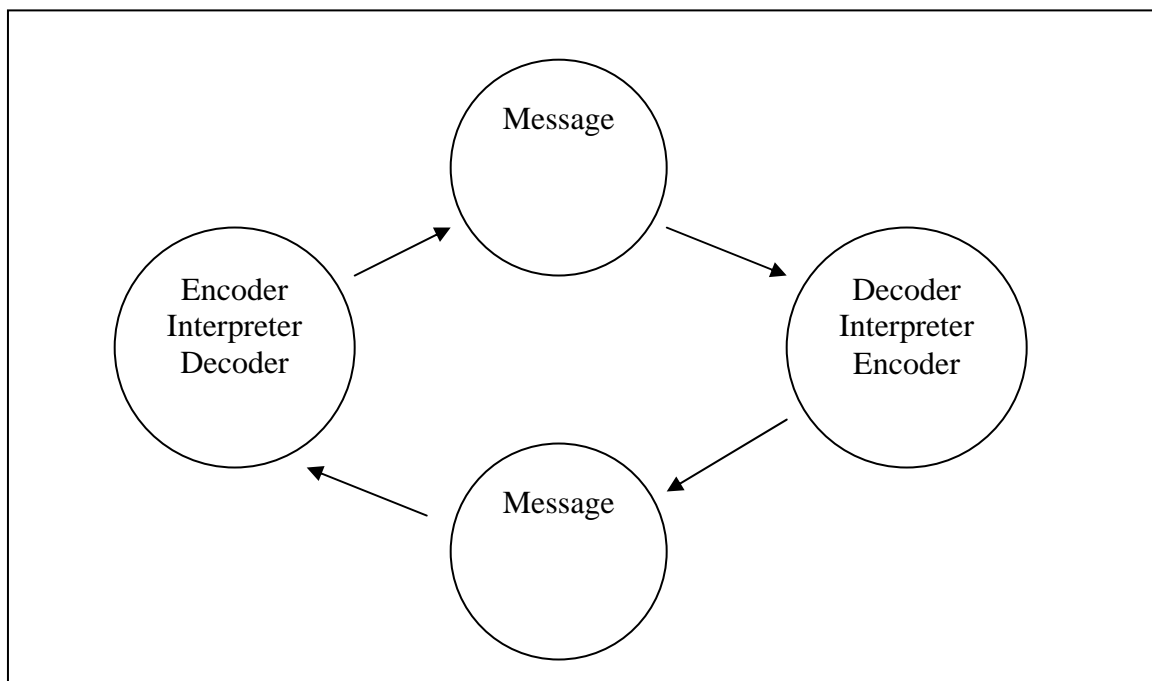 Message
Encoder
Interpreter
Decoder
Decoder
Interpreter
Encoder
Message